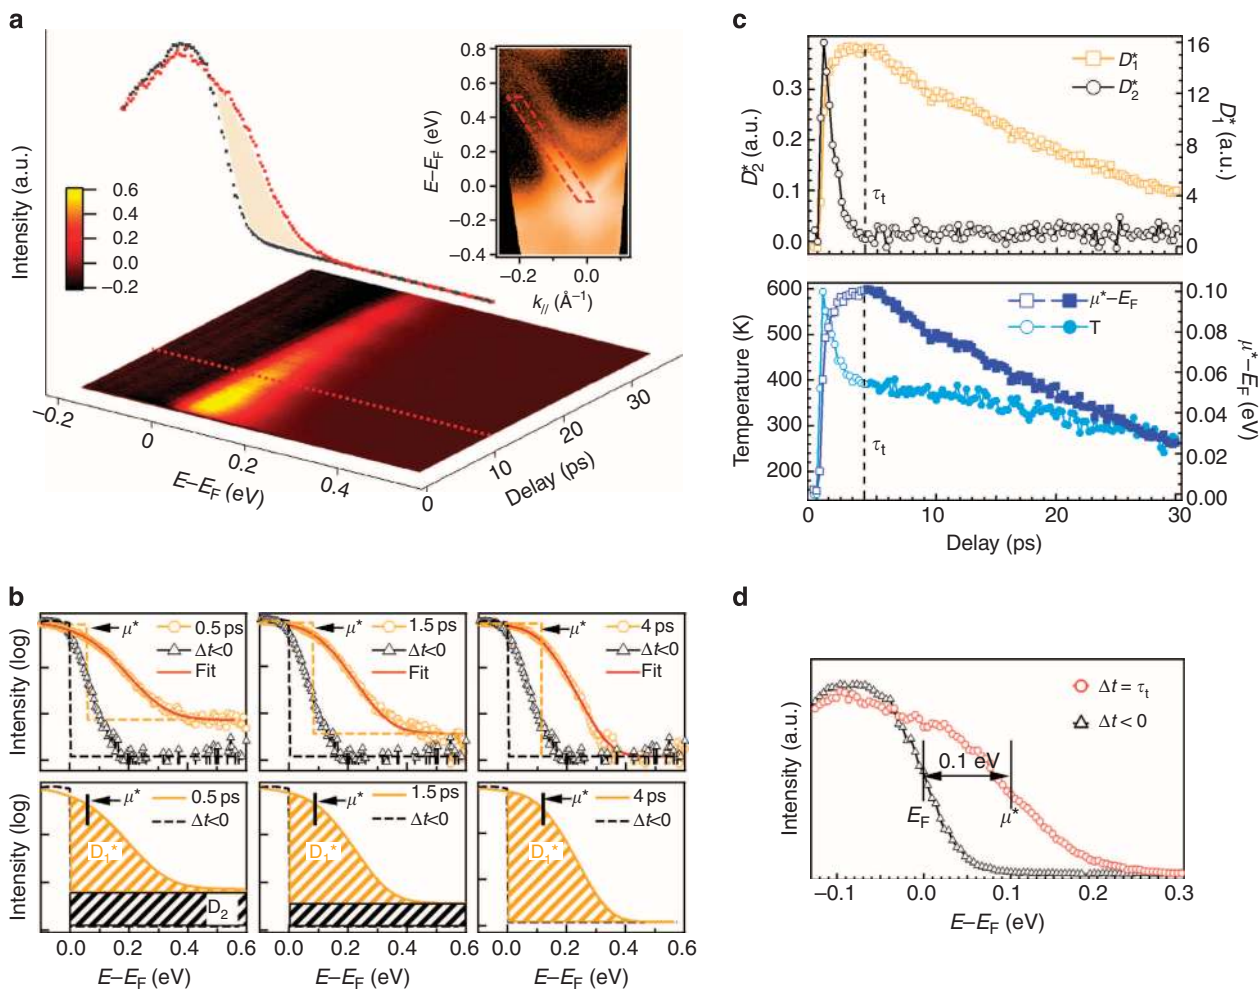 a
Intensity (a.u.)
0.6
0.4
0.2
0.0
−0.2
E–E_F (eV)
0.8
0.6
0.4
0.2
0.0
−0.2
−0.4
−0.2 0.0
k// (Å⁻¹)
−0.2 0 0.2 0.4
E–E_F (eV)
0 10 20 30
Delay (ps)
b
Intensity (log)
μ* 0.5 ps
Δt<0
Fit
μ* 1.5 ps
Δt<0
Fit
μ* 4 ps
Δt<0
Fit
Intensity (log)
μ* 0.5 ps
Δt<0
D₁*
D₂
μ* 1.5 ps
Δt<0
D₁*
μ* 4 ps
Δt<0
D₁*
0.0 0.2 0.4 0.6
0.0 0.2 0.4 0.6
0.0 0.2 0.4 0.6
E–E_F (eV)
E–E_F (eV)
E–E_F (eV)
c
D₂* (a.u.)
0.3
0.2
0.1
0.0
D₁*
D₂*
τt
16
12
8
4
0
D₁* (a.u.)
Temperature (K)
600
500
400
300
200
μ*–E_F
T
τt
0.10
0.08
0.06
0.04
0.02
0.00
μ*–E_F (eV)
0 10 20 30
Delay (ps)
d
Intensity (a.u.)
Δt = τt
Δt < 0
0.1 eV
E_F
μ*
−0.1 0.0 0.1 0.2 0.3
E–E_F (eV)